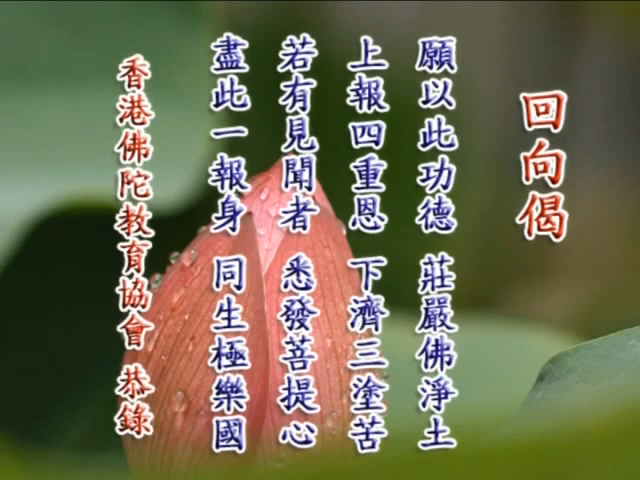 回向偈
願以此功德 莊嚴佛淨土
上報四重恩 下濟三塗苦
若有見聞者 悉發菩提心
盡此一報身 同生極樂國
香港佛陀教育協會 恭錄